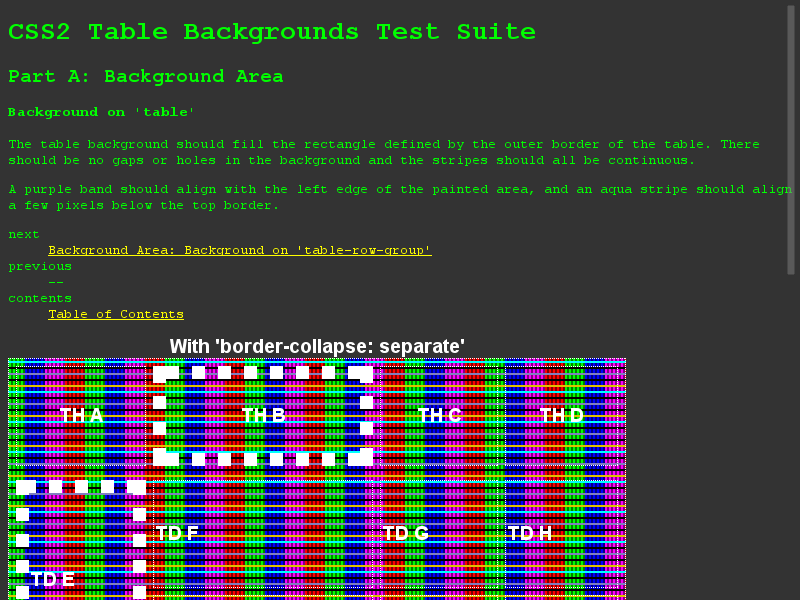 CSS2 Table Backgrounds Test Suite
Part A: Background Area
Background on 'table'
The table background should fill the rectangle defined by the outer border of the table. There
should be no gaps or holes in the background and the stripes should all be continuous.
A purple band should align with the left edge of the painted area, and an aqua stripe should align
a few pixels below the top border.
next
Background Area: Background on 'table-row-group'
previous
--
contents
Table of Contents
With 'border-collapse: separate'
TH A TH B TH C TH D
TD F TD G TD H
TD E